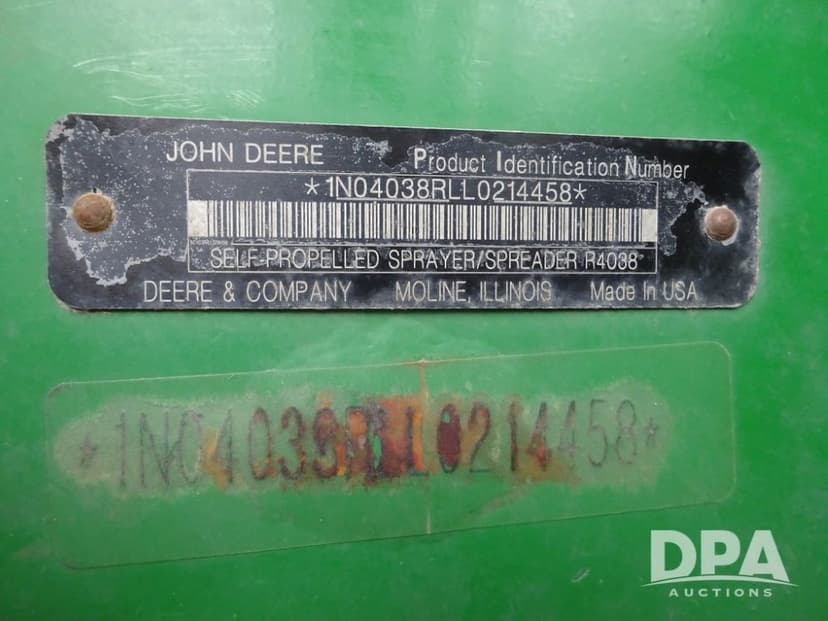 JOHN DEERE Product Identification Number
*1N04038RLL0214458*
SELF-PROPELLED SPRAYER/SPREADER R4038
DEERE & COMPANY MOLINE, ILLINOIS Made In USA
*1N04038RLL0214458*
DPA
AUCTIONS